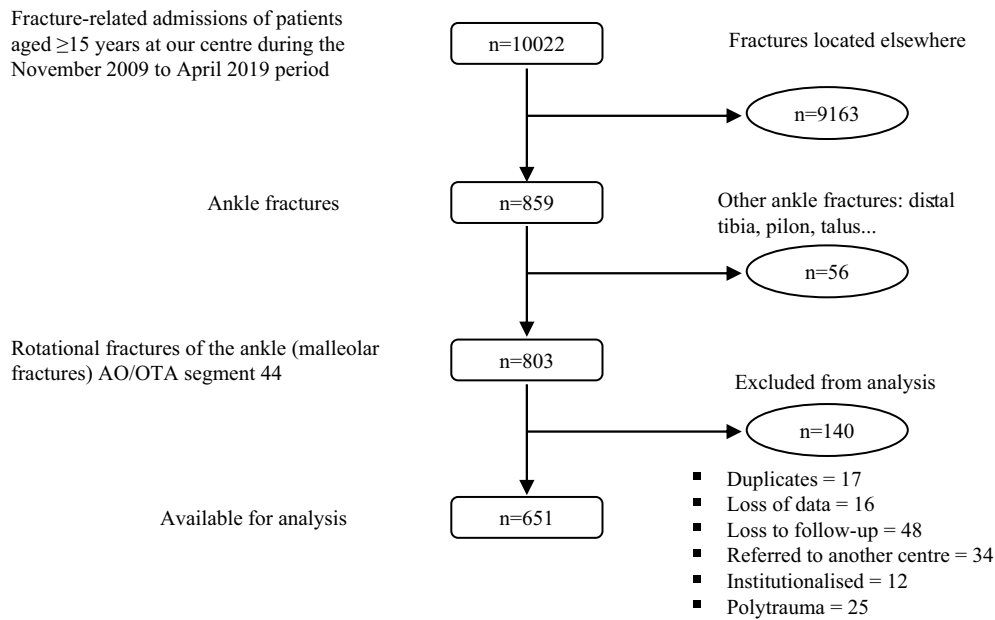 Fracture-related admissions of patients
aged ≥15 years at our centre during the
November 2009 to April 2019 period
n=10022
Fractures located elsewhere
n=9163
Ankle fractures
n=859
Other ankle fractures: distal
tibia, pilon, talus...
n=56
Rotational fractures of the ankle (malleolar
fractures) AO/OTA segment 44
n=803
Excluded from analysis
n=140
▪ Duplicates = 17
▪ Loss of data = 16
▪ Loss to follow-up = 48
▪ Referred to another centre = 34
▪ Institutionalised = 12
▪ Polytrauma = 25
Available for analysis
n=651